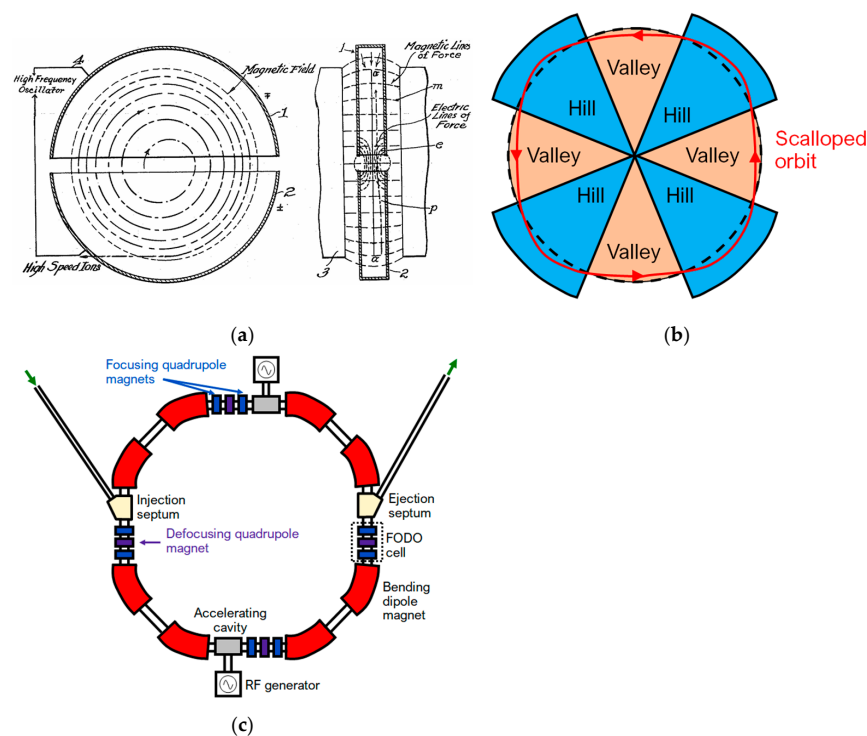 4
High Frequency
Oscillator
Magnetic Field
1
2
±
High Speed Ions
1
Magnetic Lines
of Force
a
m
Electric
Lines of
Force
e
p
3
a
2
(a)
Valley
Hill
Hill
Valley
Valley
Hill
Hill
Valley
Scalloped
orbit
(b)
Focusing quadrupole
magnets
Injection
septum
Ejection
septum
Defocusing quadrupole
magnet
FODO
cell
Bending
dipole
magnet
Accelerating
cavity
RF generator
(c)